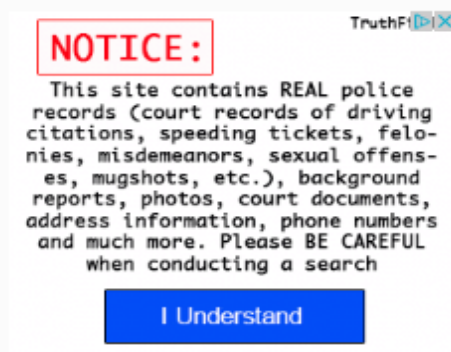 TruthF
NOTICE:
This site contains REAL police
records (court records of driving
citations, speeding tickets, felo-
nies, misdemeanors, sexual offens-
es, mugshots, etc.), background
reports, photos, court documents,
address information, phone numbers
and much more. Please BE CAREFUL
when conducting a search
I Understand